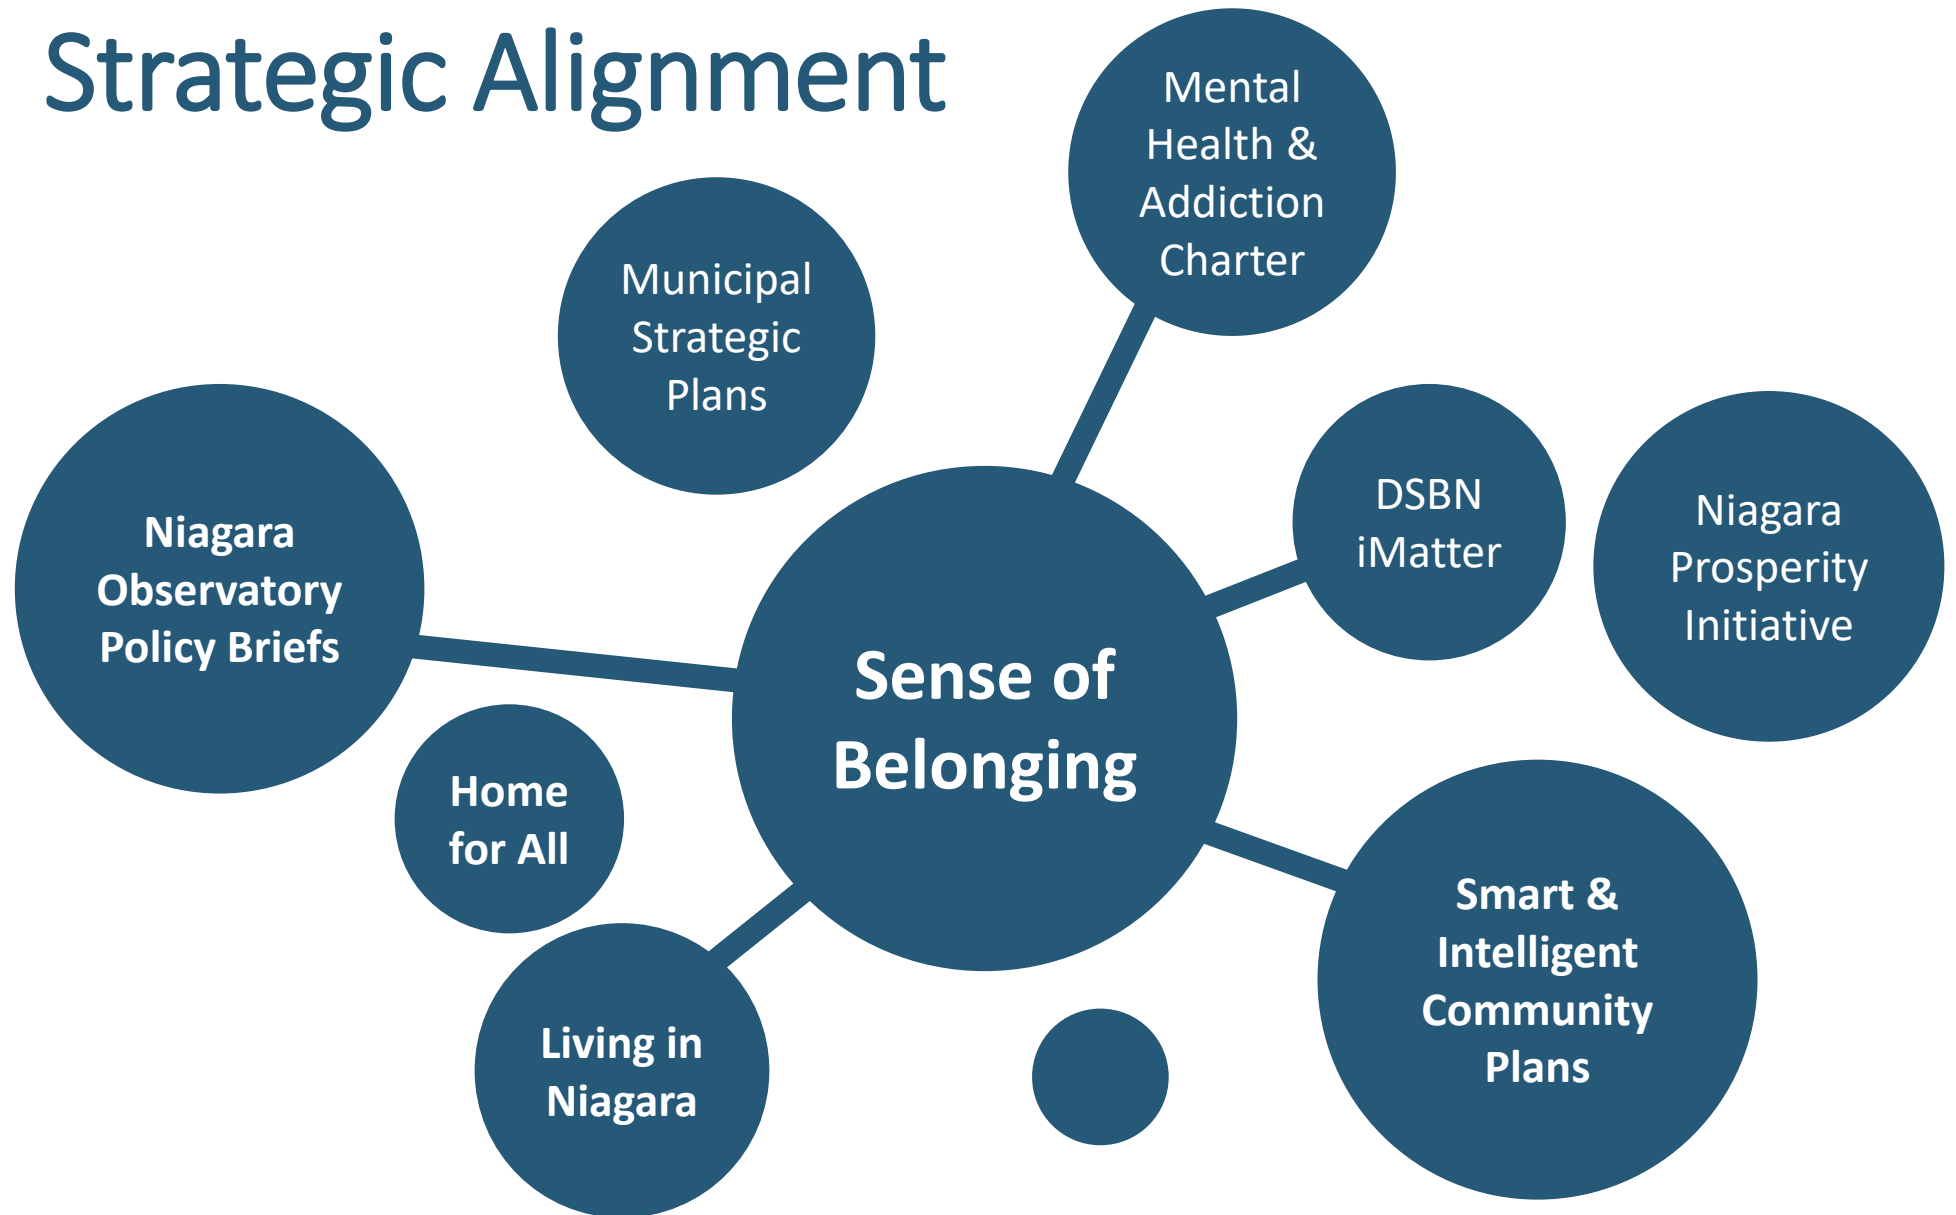 Strategic Alignment
Mental
Health &
Addiction
Charter
Municipal
Strategic
Plans
Niagara
Observatory
Policy Briefs
DSBN
iMatter
Niagara
Prosperity
Initiative
Sense of
Belonging
Home
for All
Smart &
Intelligent
Community
Plans
Living in
Niagara